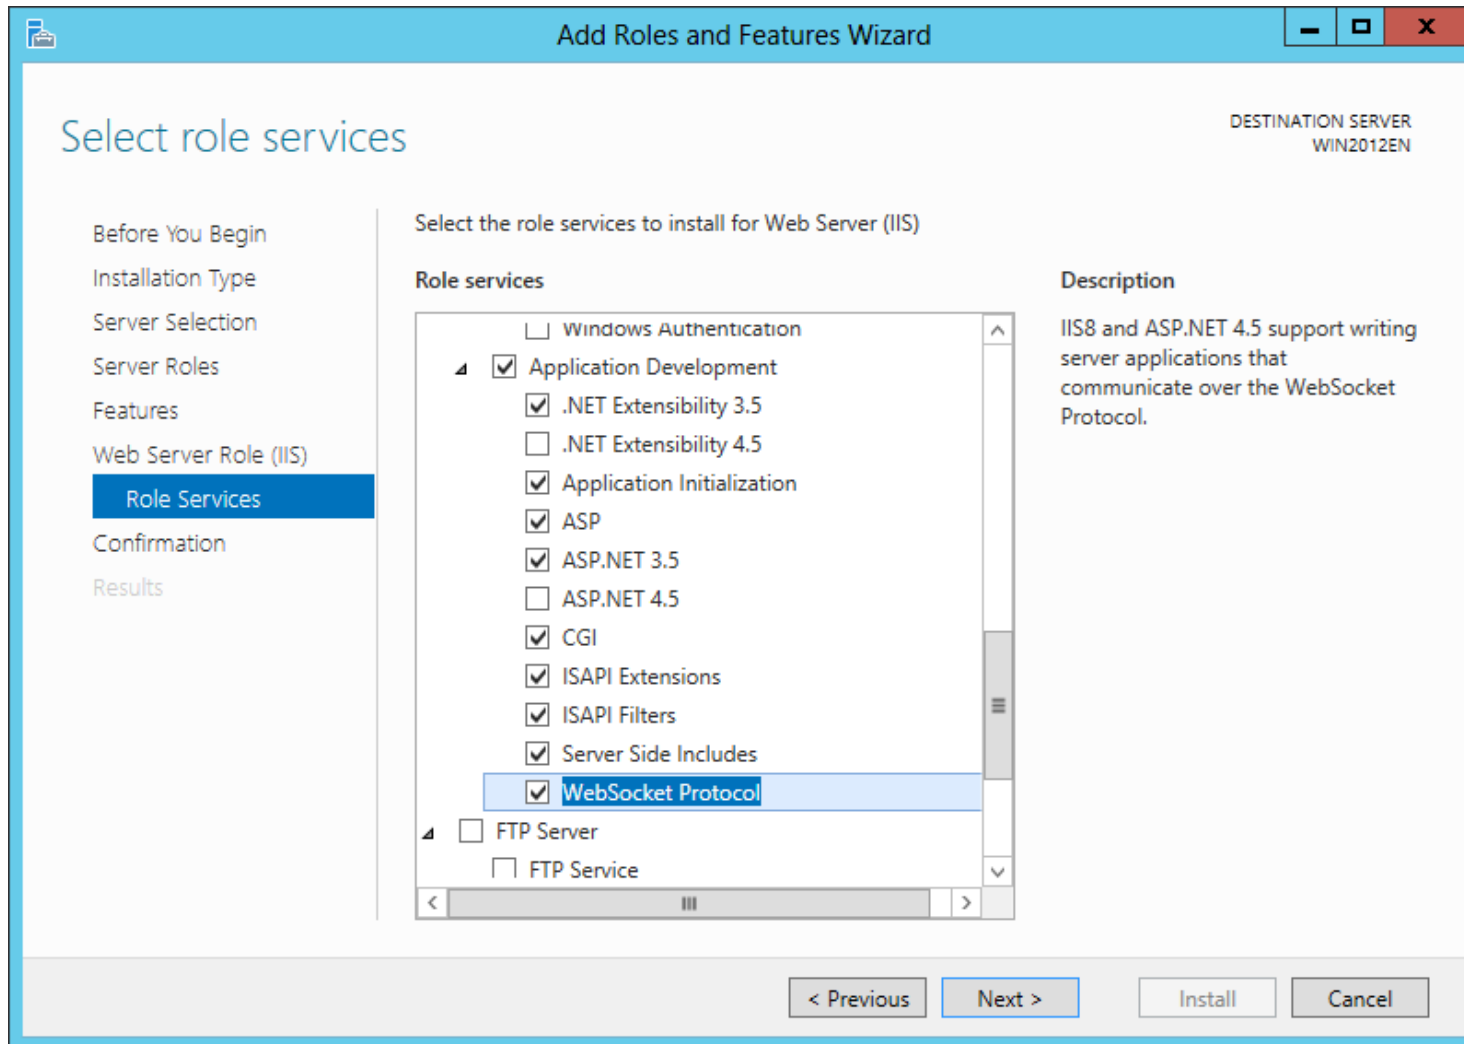 Add Roles and Features Wizard
Select role services
DESTINATION SERVER
WIN2012EN
Before You Begin
Installation Type
Server Selection
Server Roles
Features
Web Server Role (IIS)
Role Services
Confirmation
Results
Select the role services to install for Web Server (IIS)
Role services
Windows Authentication
Application Development
.NET Extensibility 3.5
.NET Extensibility 4.5
Application Initialization
ASP
ASP.NET 3.5
ASP.NET 4.5
CGI
ISAPI Extensions
ISAPI Filters
Server Side Includes
WebSocket Protocol
FTP Server
FTP Service
Description
IIS8 and ASP.NET 4.5 support writing
server applications that
communicate over the WebSocket
Protocol.
< Previous
Next >
Install
Cancel